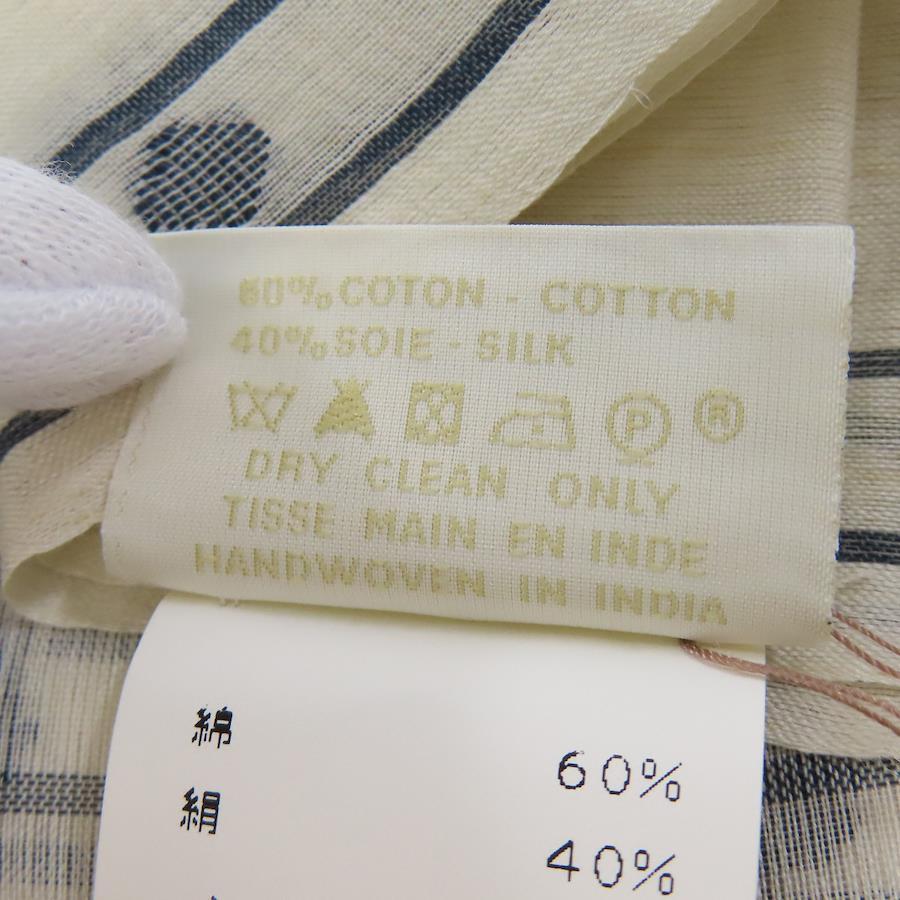 60% COTON - COTTON
40% SOIE - SILK
P ®
DRY CLEAN ONLY
TISSE MAIN EN INDE
HANDWOVEN IN INDIA
綿 60%
絹 40%